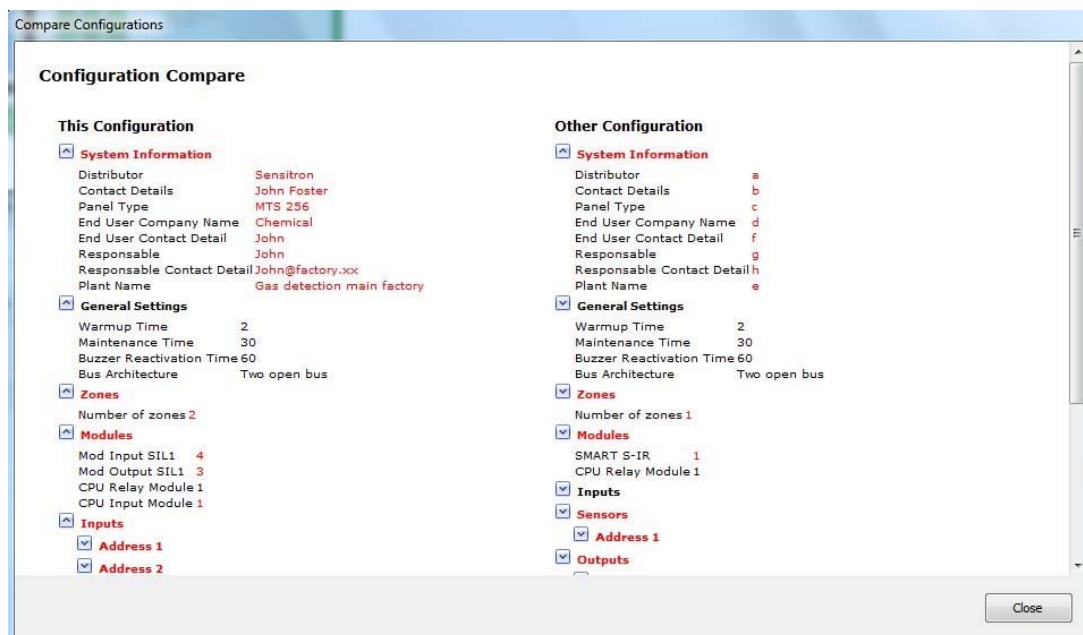 Compare Configurations
Configuration Compare
This Configuration
System Information
Distributor Sensitron
Contact Details John Foster
Panel Type MTS 256
End User Company Name Chemical
End User Contact Detail John
Responsable John
Responsable Contact Detail John@factory.xx
Plant Name Gas detection main factory
General Settings
Warmup Time 2
Maintenance Time 30
Buzzer Reactivation Time 60
Bus Architecture Two open bus
Zones
Number of zones 2
Modules
Mod Input SIL1 4
Mod Output SIL1 3
CPU Relay Module 1
CPU Input Module 1
Inputs
Address 1
Address 2
Other Configuration
System Information
Distributor a
Contact Details b
Panel Type c
End User Company Name d
End User Contact Detail f
Responsable g
Responsable Contact Detail h
Plant Name e
General Settings
Warmup Time 2
Maintenance Time 30
Buzzer Reactivation Time 60
Bus Architecture Two open bus
Zones
Number of zones 1
Modules
SMART S-IR 1
CPU Relay Module 1
Inputs
Sensors
Address 1
Outputs
Close